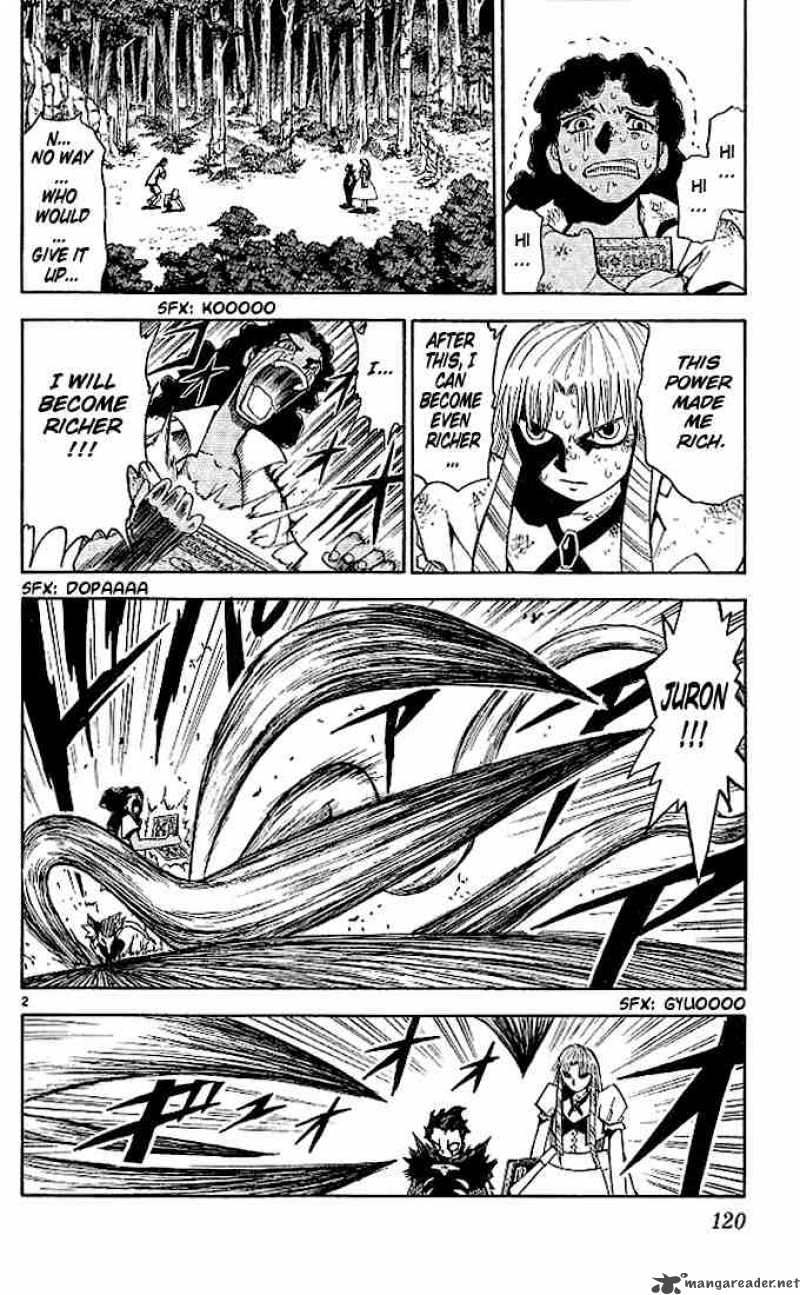 HI
...
HI
...
HI
...
N...
NO WAY
...
WHO
WOULD
...
GIVE IT
UP...
SFX: KOOOOO
THIS
POWER
MADE
ME
RICH.
AFTER
THIS, I
CAN
BECOME
EVEN
RICHER
...
I...
I WILL
BECOME
RICHER
!!!
SFX: DOPAAAA
JURON
!!!
2
SFX: GYUOOOO
120
mangareader.net